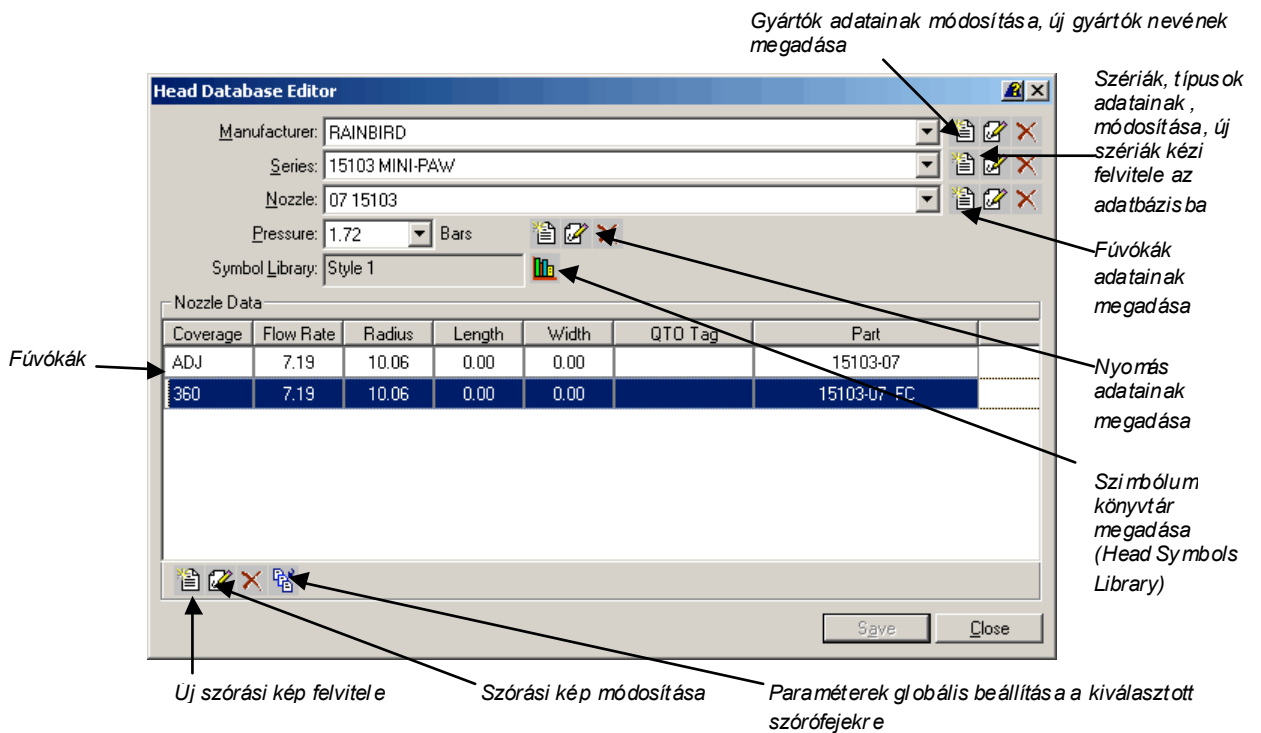 Gyártók adatainak módosítása, új gyártók nevének
megadása
Head Database Editor
Manufacturer: RAINBIRD
Series: 15103 MINI-PAW
Nozzle: 07 15103
Pressure: 1.72 Bars
Symbol Library: Style 1
Szériák, típusok
adatainak ,
módosítása, új
szériák kézi
felvitele az
adatbázisba
Fúvókák
adatainak
megadása
Nyomás
adatainak
megadása
Szimbólum
könyvtár
megadása
(Head Symbols
Library)
Fúvókák
Nozzle Data
Coverage Flow Rate Radius Length Width QTO Tag Part
ADJ 7.19 10.06 0.00 0.00 15103-07
360 7.19 10.06 0.00 0.00 15103-07 FC
Save Close
Új szórási kép felvitele
Szórási kép módosítása
Paraméterek globális beállítása a kiválasztott
szórófejekre